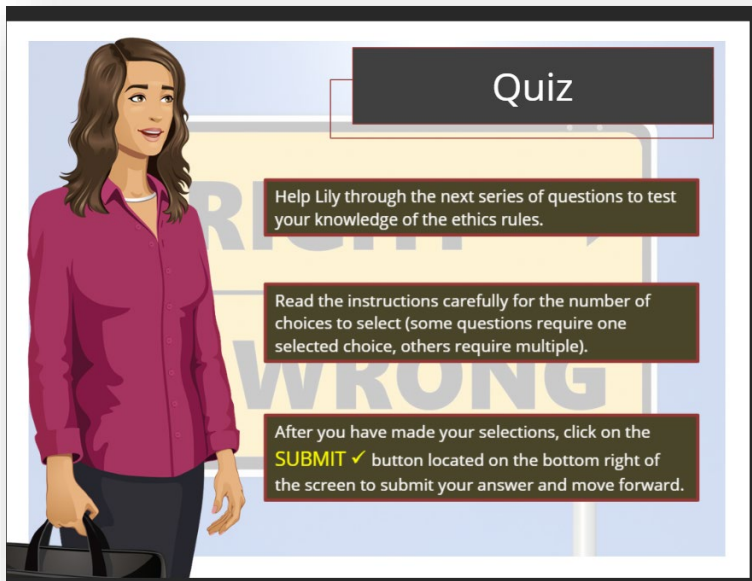 Quiz
RIGHT
WRONG
Help Lily through the next series of questions to test
your knowledge of the ethics rules.
Read the instructions carefully for the number of
choices to select (some questions require one
selected choice, others require multiple).
After you have made your selections, click on the
SUBMIT ✓ button located on the bottom right of
the screen to submit your answer and move forward.